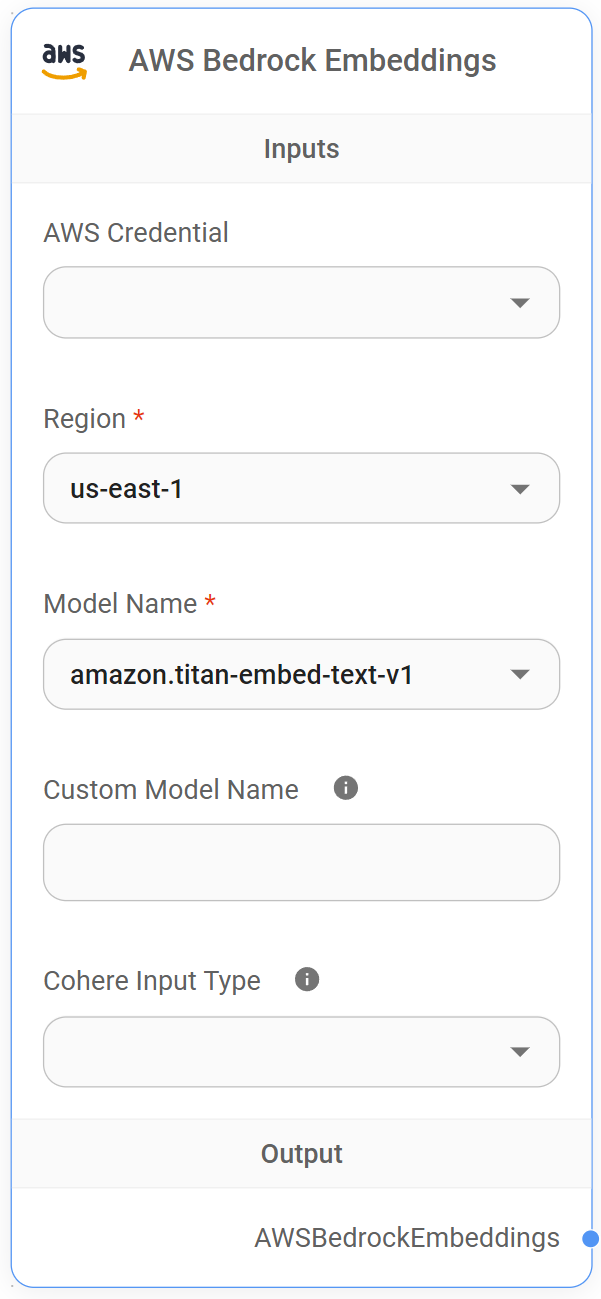 aws
AWS Bedrock Embeddings
Inputs
AWS Credential
Region *
us-east-1
Model Name *
amazon.titan-embed-text-v1
Custom Model Name
Cohere Input Type
Output
AWSBedrockEmbeddings